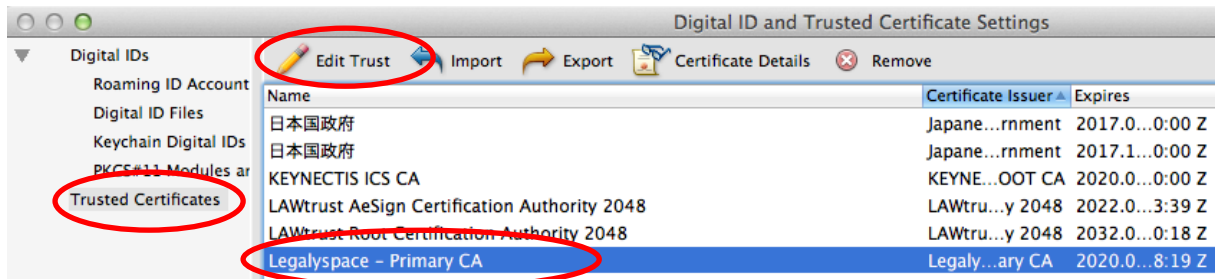 Digital ID and Trusted Certificate Settings
Digital IDs
Roaming ID Account
Digital ID Files
Keychain Digital IDs
PKCS#11 Modules ar
Trusted Certificates
Edit Trust Import Export Certificate Details Remove
Name Certificate Issuer Expires
日本国政府 Japane...rnment 2017.0...0:00 Z
日本国政府 Japane...rnment 2017.1...0:00 Z
KEYNECTIS ICS CA KEYNE...OOT CA 2020.0...0:00 Z
LAWtrust AeSign Certification Authority 2048 LAWtru...y 2048 2022.0...3:39 Z
LAWtrust Root Certification Authority 2048 LAWtru...y 2048 2032.0...0:18 Z
Legalyspace – Primary CA Legaly...ary CA 2020.0...8:19 Z